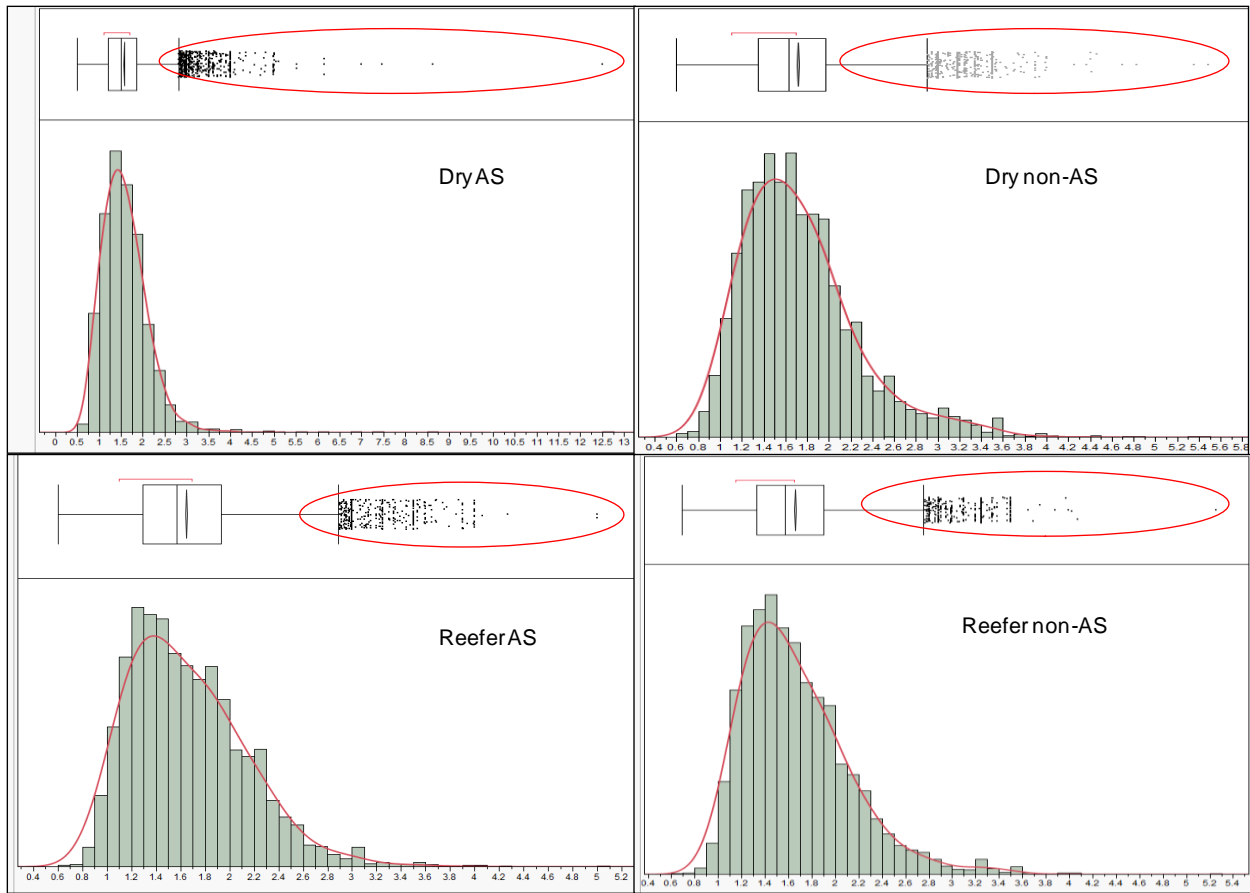 Dry AS
0 0.5 1 1.5 2 2.5 3 3.5 4 4.5 5 5.5 6 6.5 7 7.5 8 8.5 9 9.5 10 10.5 11 11.5 12 12.5 13
Dry non-AS
0.4 0.6 0.8 1 1.2 1.4 1.6 1.8 2 2.2 2.4 2.6 2.8 3 3.2 3.4 3.6 3.8 4 4.2 4.4 4.6 4.8 5 5.2 5.4 5.6 5.8
Reefer AS
0.4 0.6 0.8 1 1.2 1.4 1.6 1.8 2 2.2 2.4 2.6 2.8 3 3.2 3.4 3.6 3.8 4 4.2 4.4 4.6 4.8 5 5.2
Reefer non-AS
0.4 0.6 0.8 1 1.2 1.4 1.6 1.8 2 2.2 2.4 2.6 2.8 3 3.2 3.4 3.6 3.8 4 4.2 4.4 4.6 4.8 5 5.2 5.4